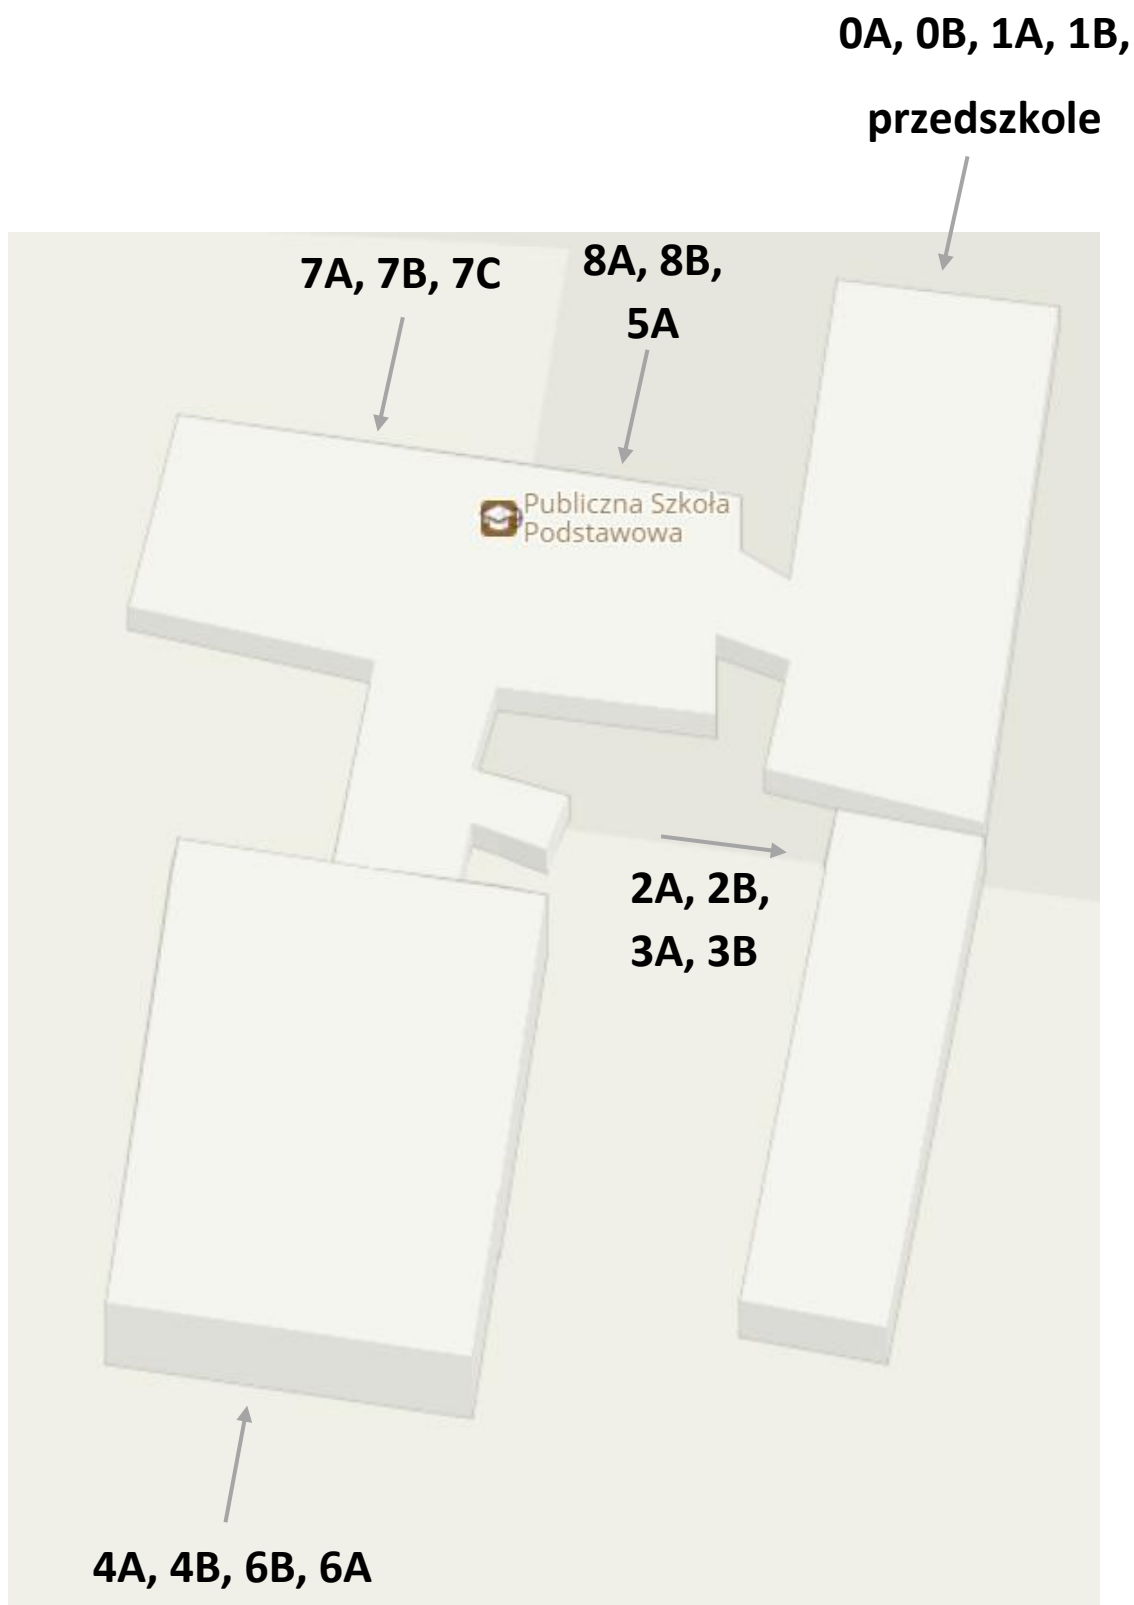 0A, 0B, 1A, 1B,
przedszkole
7A, 7B, 7C
8A, 8B,
5A
Publiczna Szkoła
Podstawowa
2A, 2B,
3A, 3B
4A, 4B, 6B, 6A